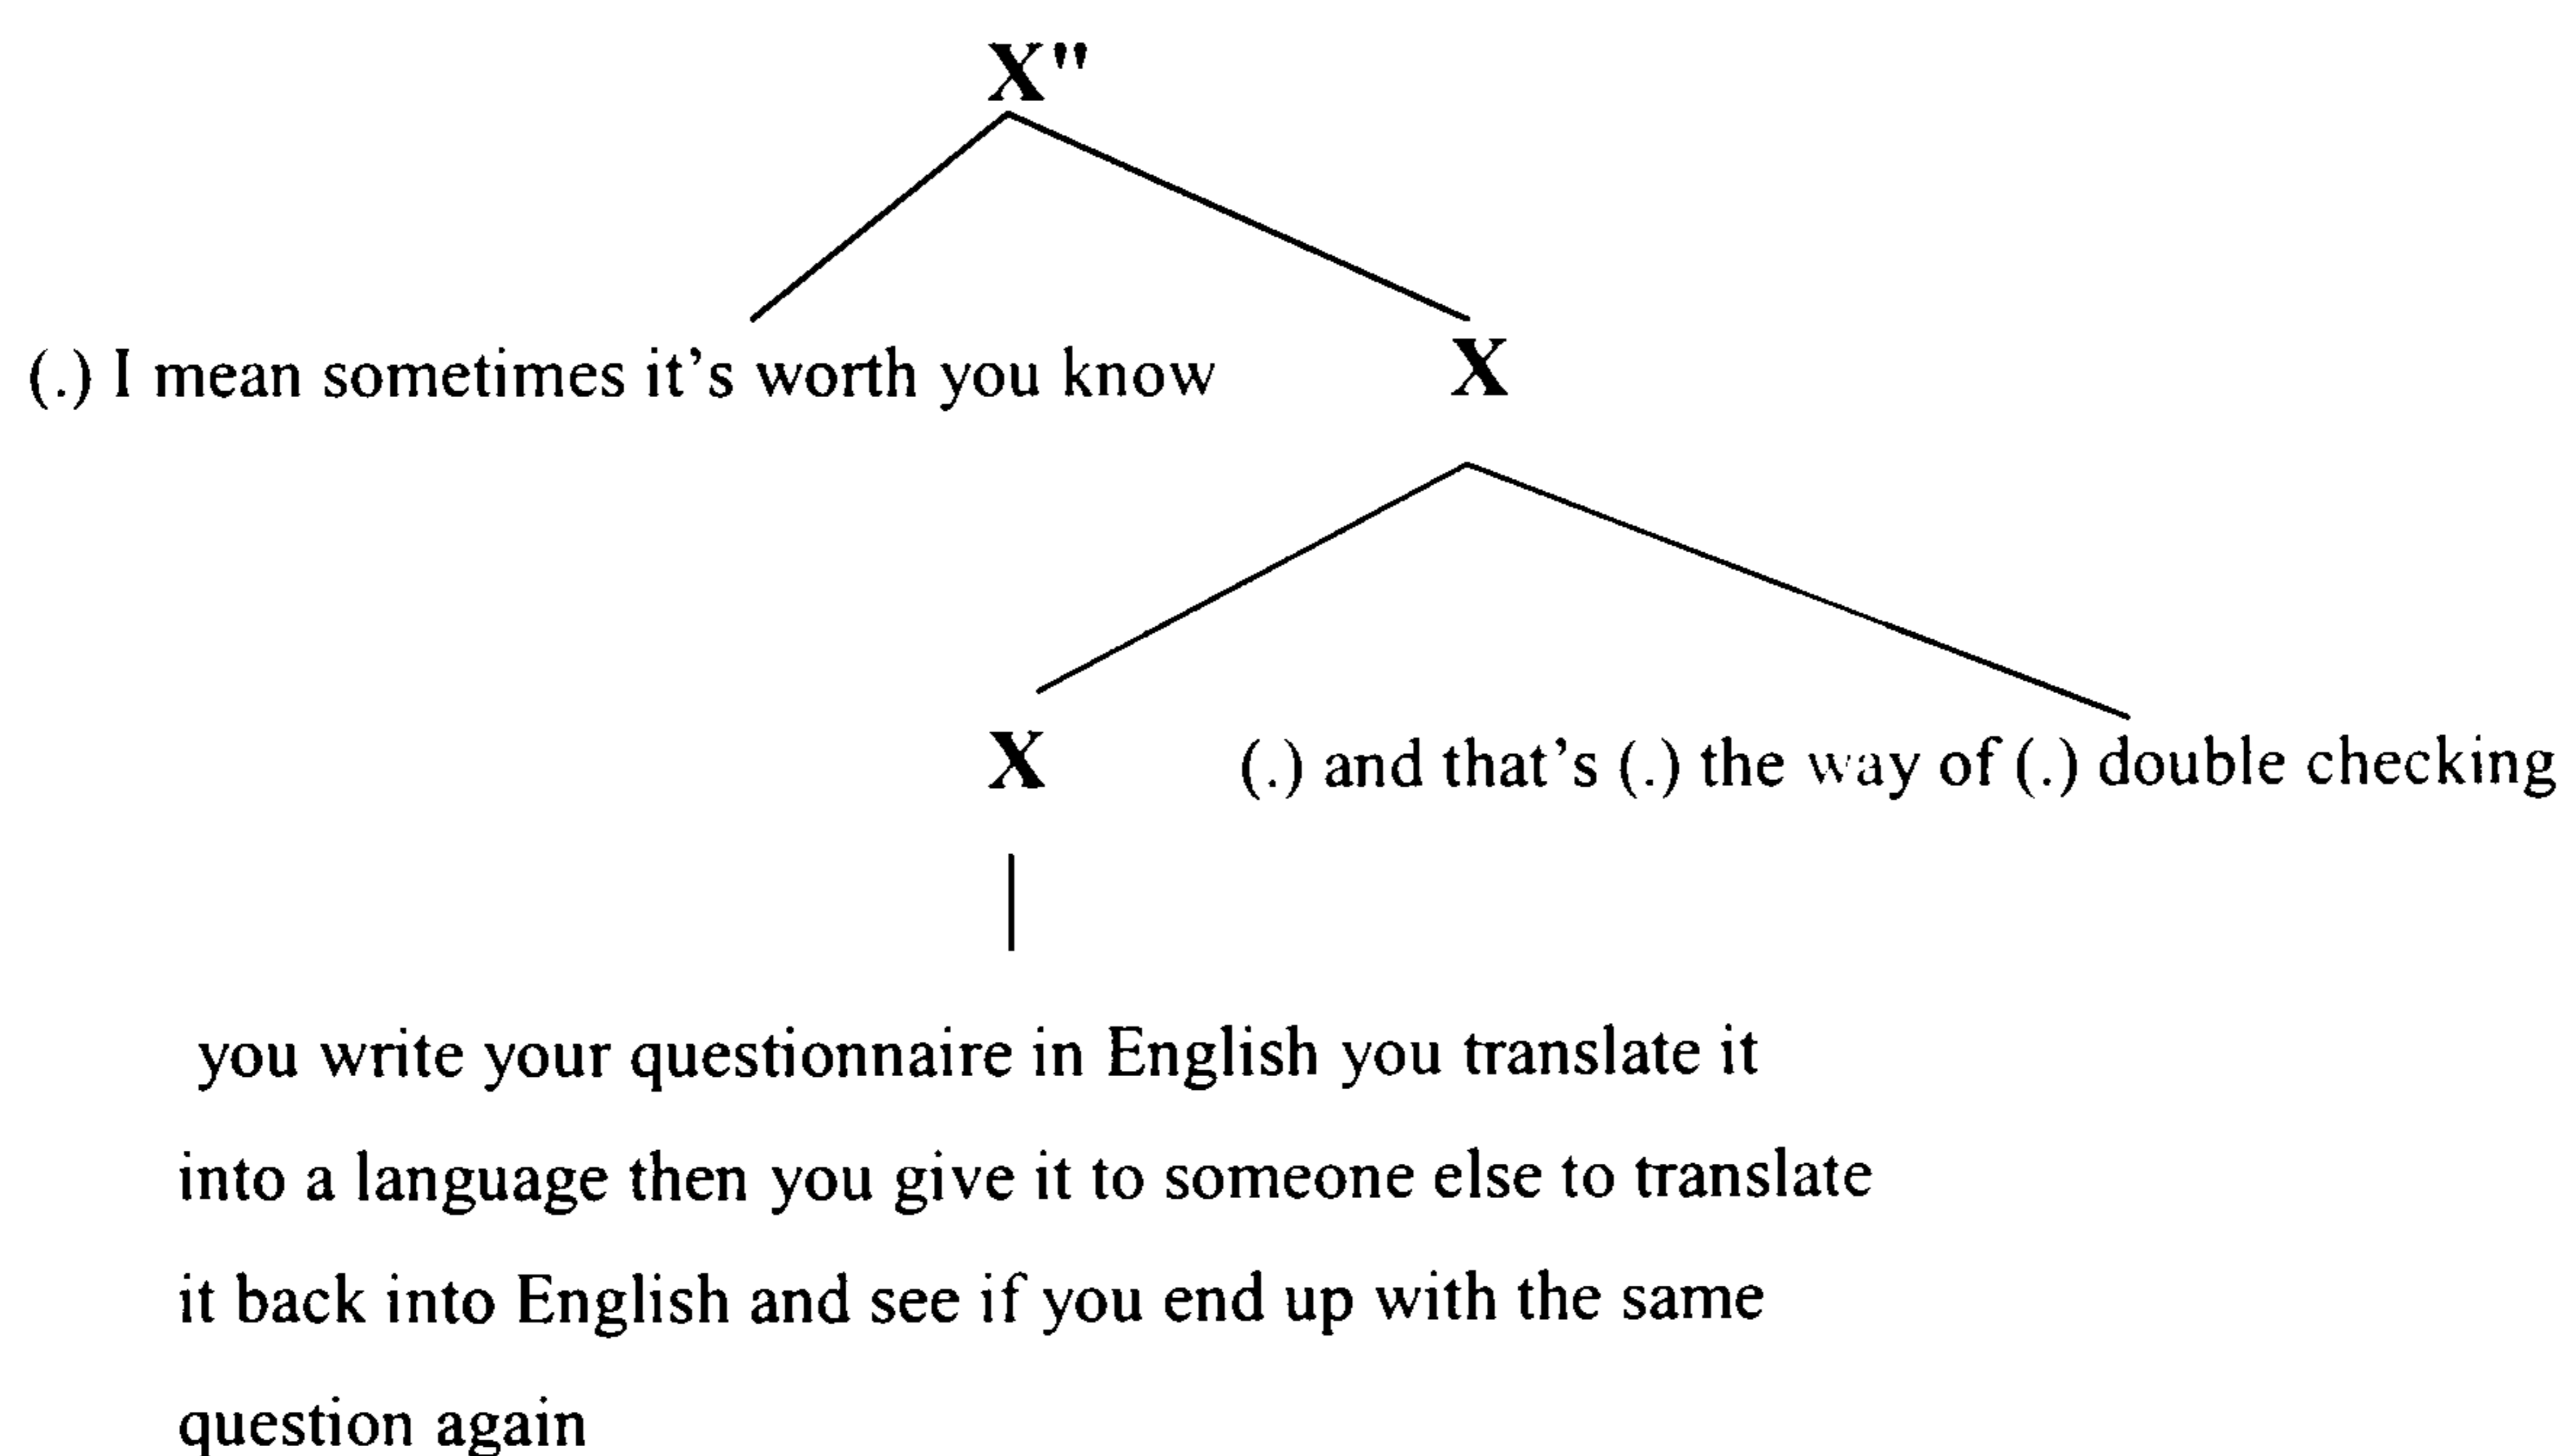 X"
(.) I mean sometimes it’s worth you know
X
X
(.) and that’s (.) the way of (.) double checking
you write your questionnaire in English you translate it
into a language then you give it to someone else to translate
it back into English and see if you end up with the same
question again